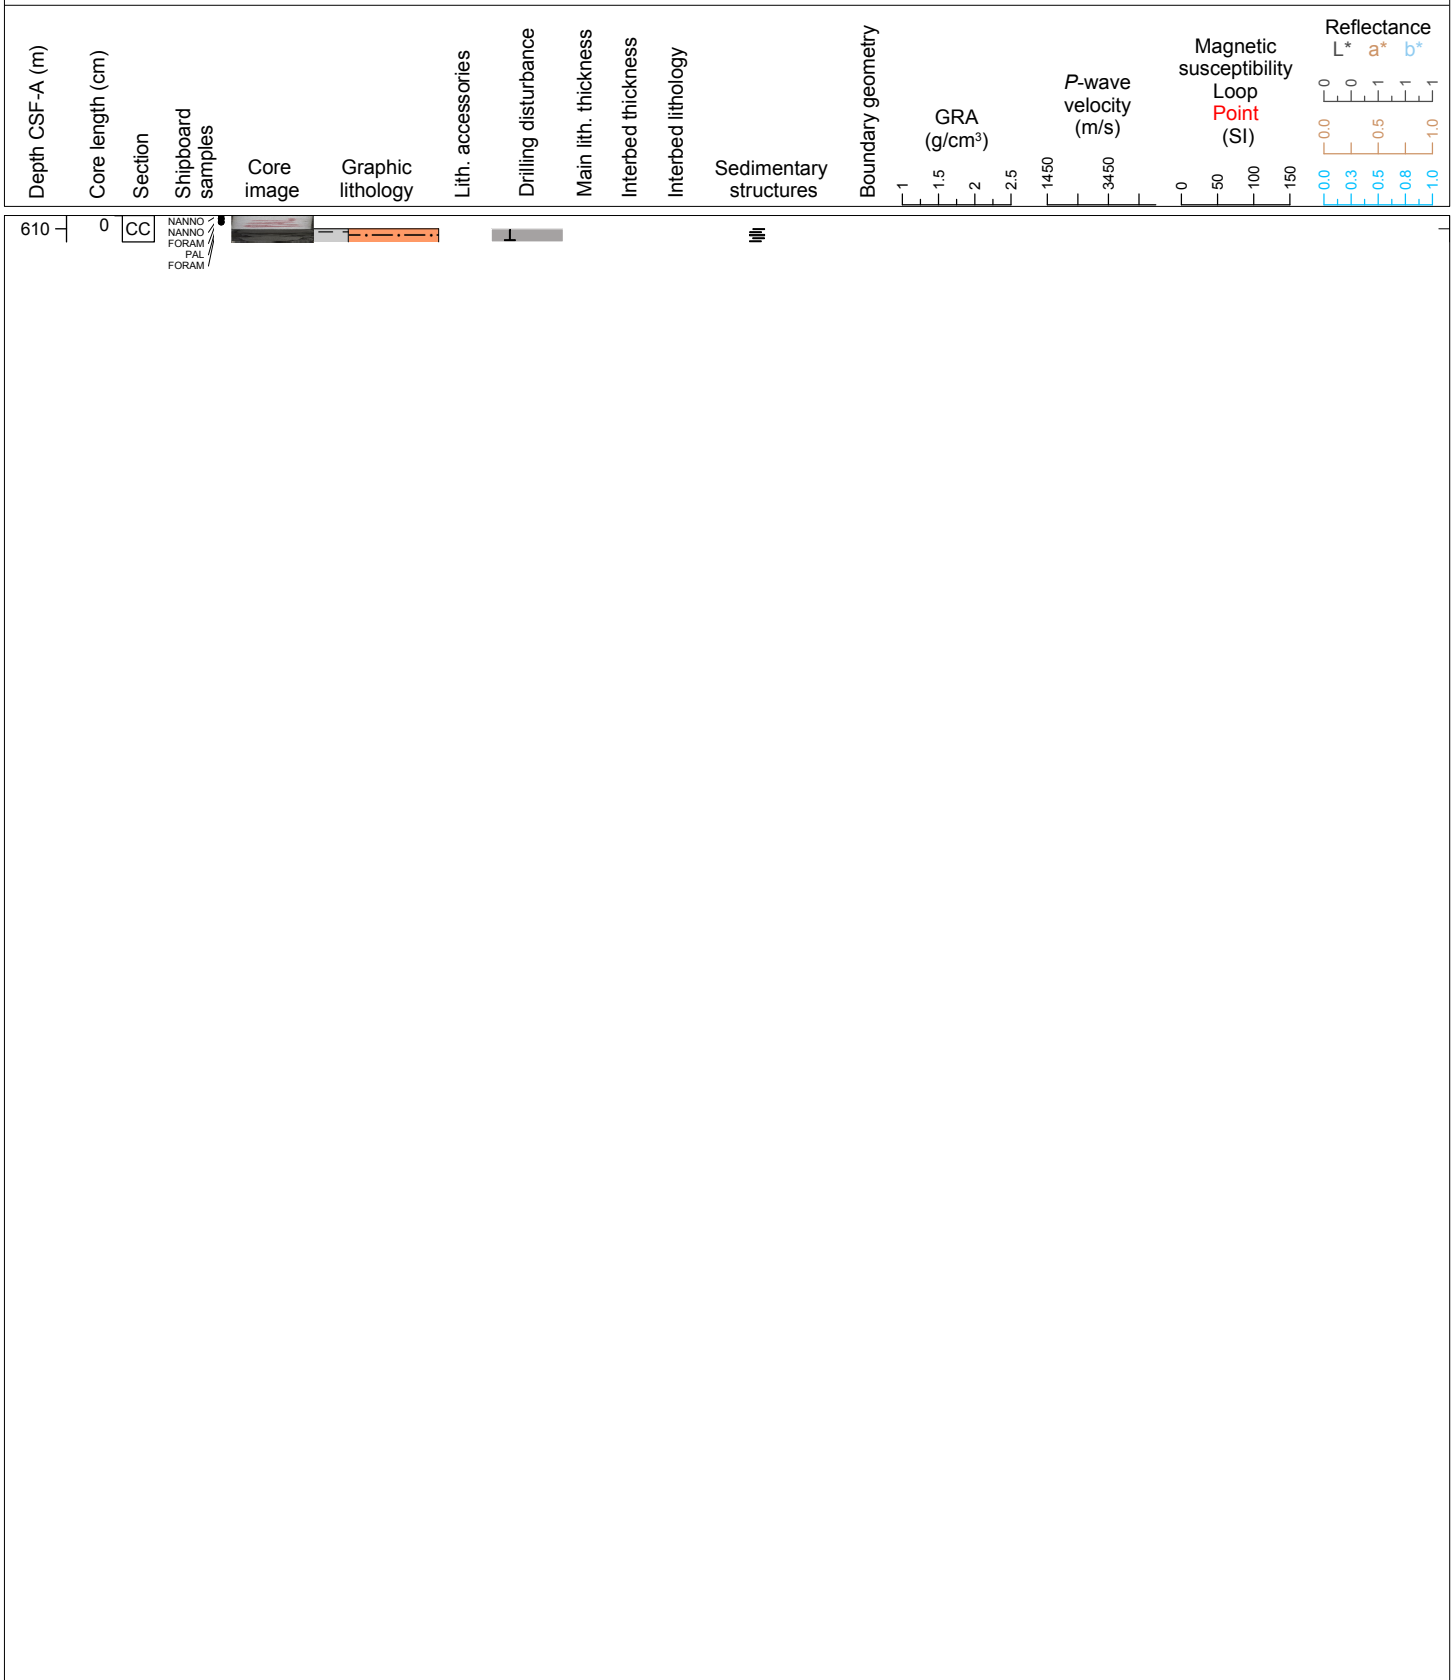 Depth CSF-A (m)
Core length (cm)
Section
Shipboard
samples
Core
image
Graphic
lithology
Lith. accessories
Drilling disturbance
Main lith. thickness
Interbed thickness
Interbed lithology
Sedimentary
structures
Boundary geometry
GRA
(g/cm³)
1 1.5 2 2.5
P-wave
velocity
(m/s)
1450 3450
Magnetic
susceptibility
Loop
Point
(SI)
0 50 100 150
Reflectance
L* a* b*
0 0 1 1 1
0.0 0.5 1.0
0.0 0.3 0.5 0.8 1.0
610 0 CC
NANNO
NANNO
FORAM
PAL
FORAM